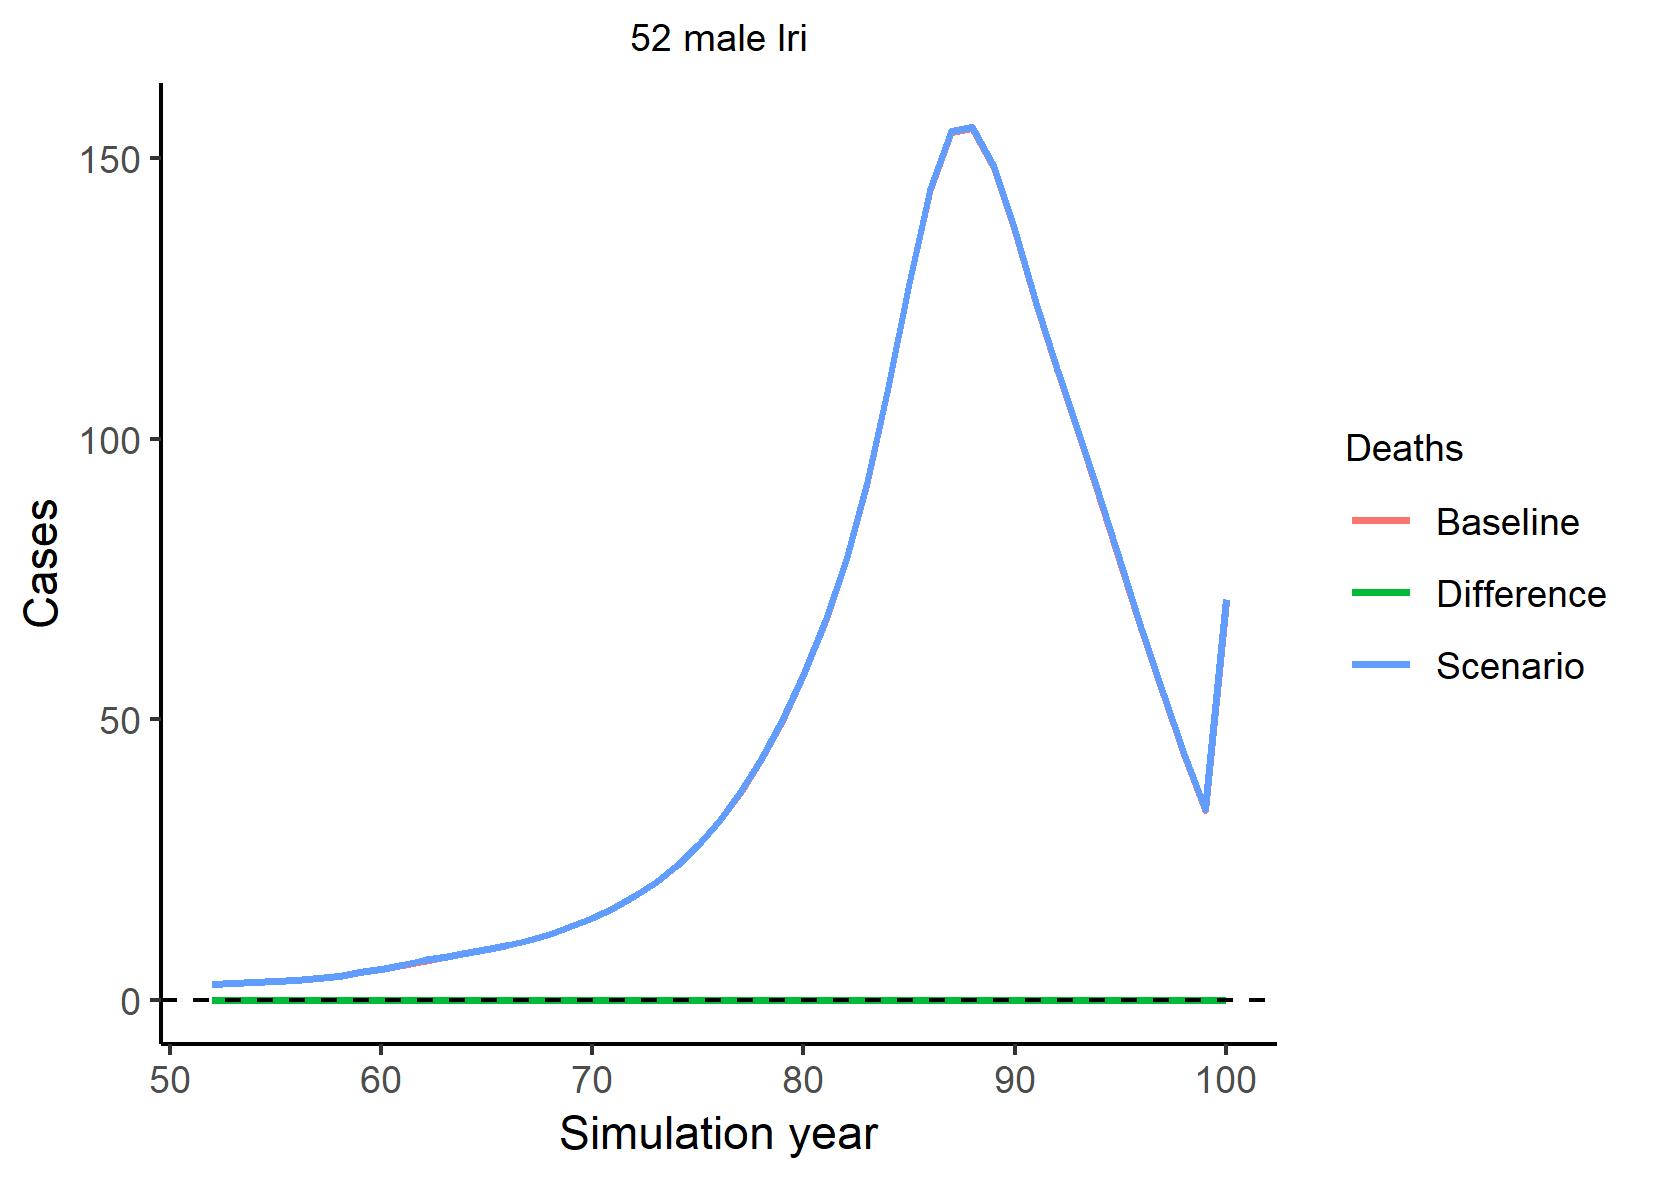 52 male lri
150
100
50
0
Cases
50 60 70 80 90 100
Simulation year
Deaths
Baseline
Difference
Scenario